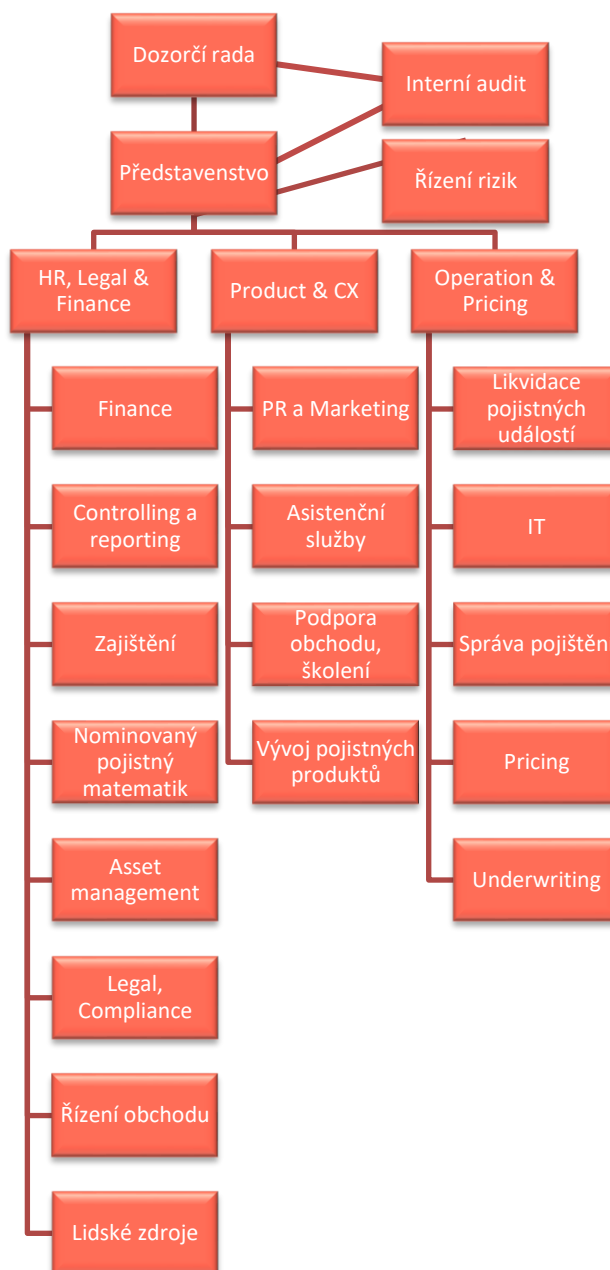 Dozorčí rada
Interní audit
Představenstvo
Řízení rizik
HR, Legal &
Finance
Product & CX
Operation &
Pricing
Finance
Controlling a
reporting
Zajištění
Nominovaný
pojistný
matematik
Asset
management
Legal,
Compliance
Řízení obchodu
Lidské zdroje
PR a Marketing
Asistenční
služby
Podpora
obchodu,
školení
Vývoj pojistných
produktů
Likvidace
pojistných
událostí
IT
Správa pojištěn
Pricing
Underwriting